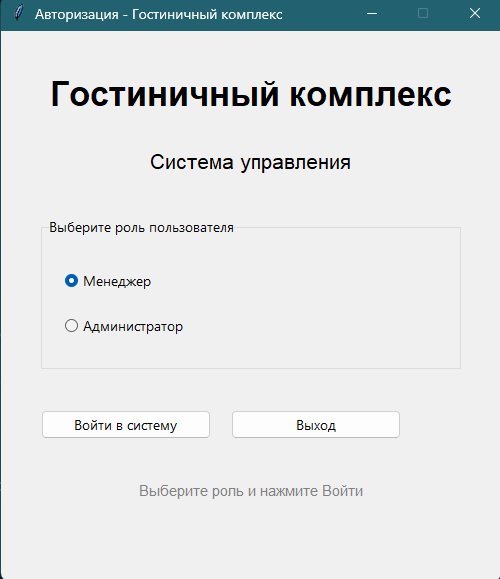 Авторизация - Гостиничный комплекс
Гостиничный комплекс
Система управления
Выберите роль пользователя
Менеджер
Администратор
Войти в систему
Выход
Выберите роль и нажмите Войти